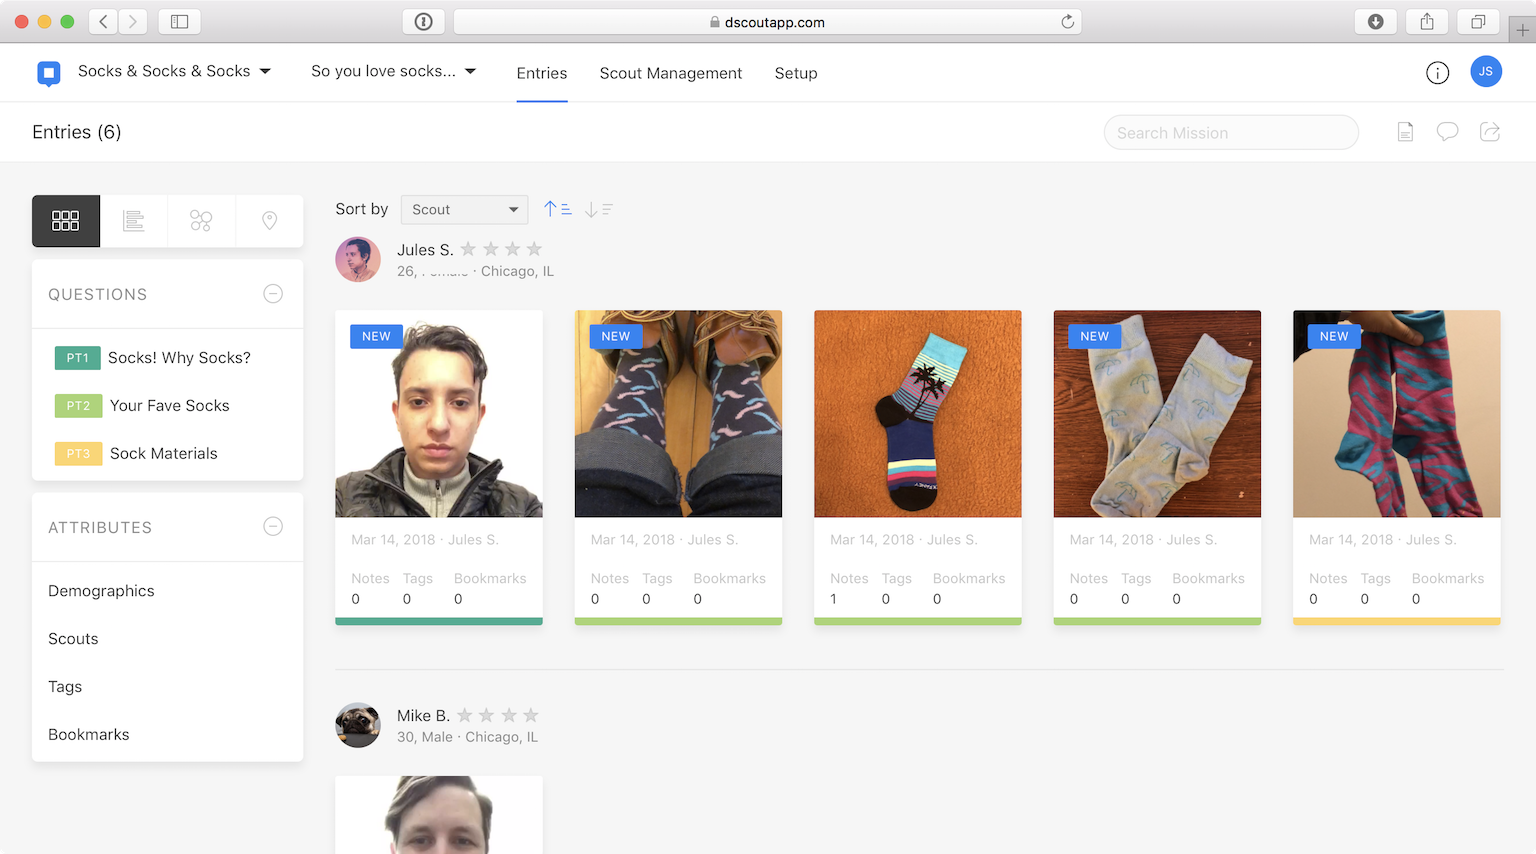 dscoutapp.com
Socks & Socks & Socks
So you love socks...
Entries
Scout Management
Setup
JS
Entries (6)
Search Mission
Sort by
Scout
QUESTIONS
PT1 Socks! Why Socks?
PT2 Your Fave Socks
PT3 Sock Materials
ATTRIBUTES
Demographics
Scouts
Tags
Bookmarks
Jules S.
26, · Chicago, IL
NEW
Mar 14, 2018 · Jules S.
Notes Tags Bookmarks
0 0 0
NEW
Mar 14, 2018 · Jules S.
Notes Tags Bookmarks
0 0 0
Mar 14, 2018 · Jules S.
Notes Tags Bookmarks
1 0 0
NEW
Mar 14, 2018 · Jules S.
Notes Tags Bookmarks
0 0 0
NEW
Mar 14, 2018 · Jules S.
Notes Tags Bookmarks
0 0 0
Mike B.
30, Male · Chicago, IL